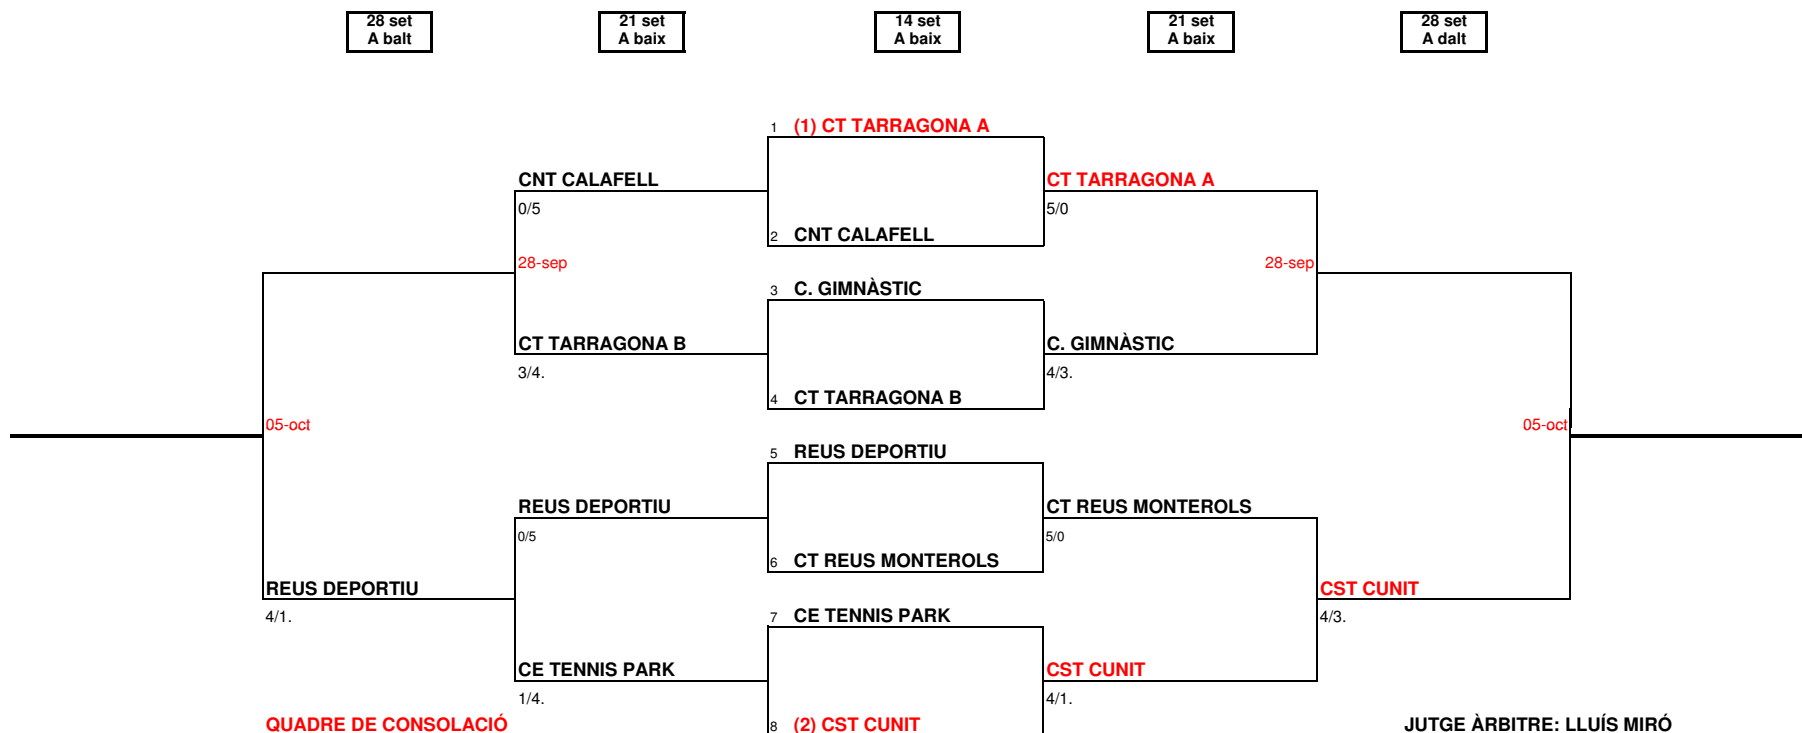 28 set
A balt
21 set
A baix
14 set
A baix
21 set
A baix
28 set
A dalt
1 (1) CT TARRAGONA A
CNT CALAFELL
CT TARRAGONA A
0/5
5/0
2 CNT CALAFELL
28-sep
28-sep
3 C. GIMNÀSTIC
CT TARRAGONA B
C. GIMNÀSTIC
3/4.
4/3.
4 CT TARRAGONA B
05-oct
05-oct
5 REUS DEPORTIU
REUS DEPORTIU
CT REUS MONTEROLS
0/5
5/0
6 CT REUS MONTEROLS
REUS DEPORTIU
CST CUNIT
4/1.
4/3.
7 CE TENNIS PARK
CE TENNIS PARK
CST CUNIT
1/4.
4/1.
QUADRE DE CONSOLACIÓ
8 (2) CST CUNIT
JUTGE ÀRBITRE: LLUÍS MIRÓ